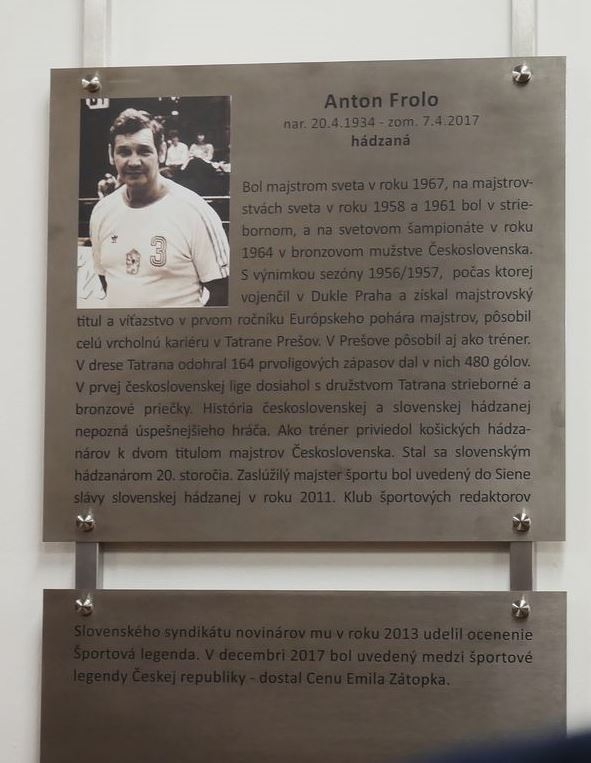 Anton Frolo
nar. 20.4.1934 - zom. 7.4.2017
hádzaná
3
Bol majstrom sveta v roku 1967, na majstrov-
stvách sveta v roku 1958 a 1961 bol v strie-
bornom, a na svetovom šampionáte v roku
1964 v bronzovom mužstve Československa.
S výnimkou sezóny 1956/1957, počas ktorej
vojenčil v Dukle Praha a získal majstrovský
titul a víťazstvo v prvom ročníku Európskeho pohára majstrov, pôsobil
celú vrcholnú kariéru v Tatrane Prešov. V Prešove pôsobil aj ako tréner.
V drese Tatrana odohral 164 prvoligových zápasov dal v nich 480 gólov.
V prvej československej lige dosiahol s družstvom Tatrana strieborné a
bronzové priečky. História československej a slovenskej hádzanej
nepozná úspešnejšieho hráča. Ako tréner priviedol košických hádza-
nárov k dvom titulom majstrov Československa. Stal sa slovenským
hádzanárom 20. storočia. Zaslúžilý majster športu bol uvedený do Siene
slávy slovenskej hádzanej v roku 2011. Klub športových redaktorov
Slovenského syndikátu novinárov mu v roku 2013 udelil ocenenie
Športová legenda. V decembri 2017 bol uvedený medzi športové
legendy Českej republiky - dostal Cenu Emila Zátopka.